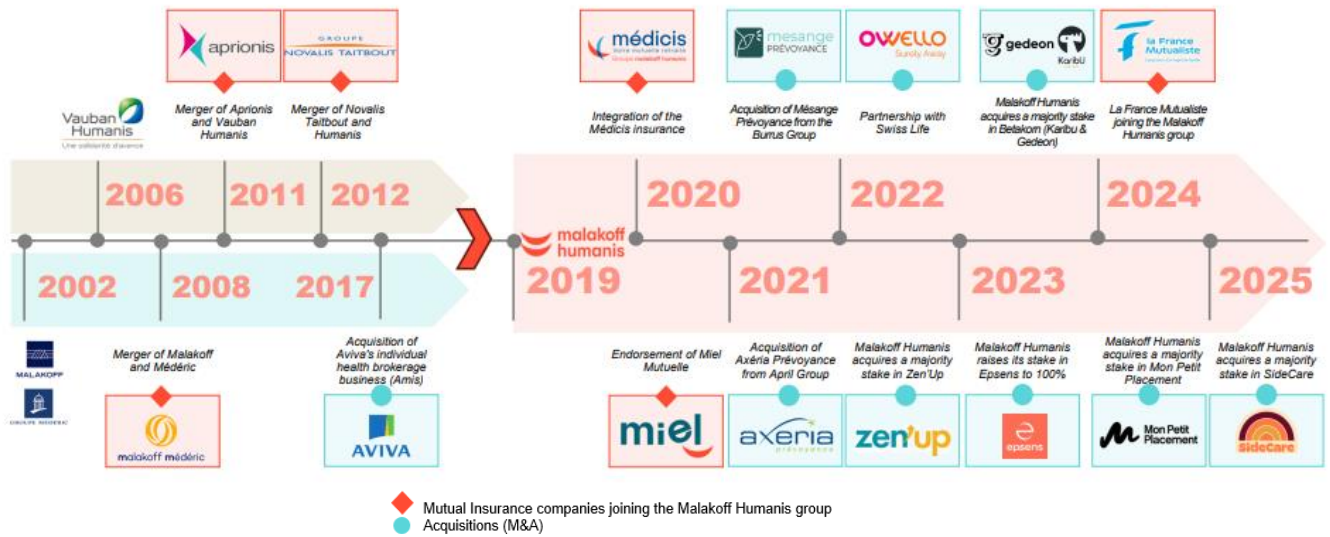 aprionis
GROUPE
NOVALIS TAITBOUT
Merger of Aprionis
and Vauban
Humanis
Merger of Novalis
Taitbout and
Humanis
Vauban
Humanis
Une solidarité d'avance
médicis
Groupe malakoff humanis
Integration of the
Médicis insurance
mesange
PRÉVOYANCE
Acquisition of Mésange
Prévoyance from the
Burrus Group
OWELLO
Surely Away
Partnership with
Swiss Life
gedeon
KaribU
Malakoff Humanis
acquires a majority stake
in Betakorn (Karibu &
Gedeon)
la France
Mutualiste
La France Mutualiste
joining the Malakoff
Humanis group
2006
2011
2012
2020
2022
2024
malakoff
humanis
2002
2008
2017
2019
2021
2023
2025
MALAKOFF
GROUPE MÉDÉRIC
Merger of Malakoff
and Médéric
malakoff médéric
Acquisition of
Aviva's individual
health brokerage
business (Amis)
AVIVA
Endorsement of Miel
Mutuelle
miel
Acquisition of
Axéria Prévoyance
from April Group
axeria
prévoyance
Malakoff Humanis
acquires a majority
stake in Zen'Up
zen'up
Malakoff Humanis
raises its stake in
Epsens to 100%
epsens
Malakoff Humanis
acquires a majority
stake in Mon Petit
Placement
Mon Petit
Placement
Malakoff Humanis
acquires a majority
stake in SideCare
SideCare
Mutual Insurance companies joining the Malakoff Humanis group
Acquisitions (M&A)